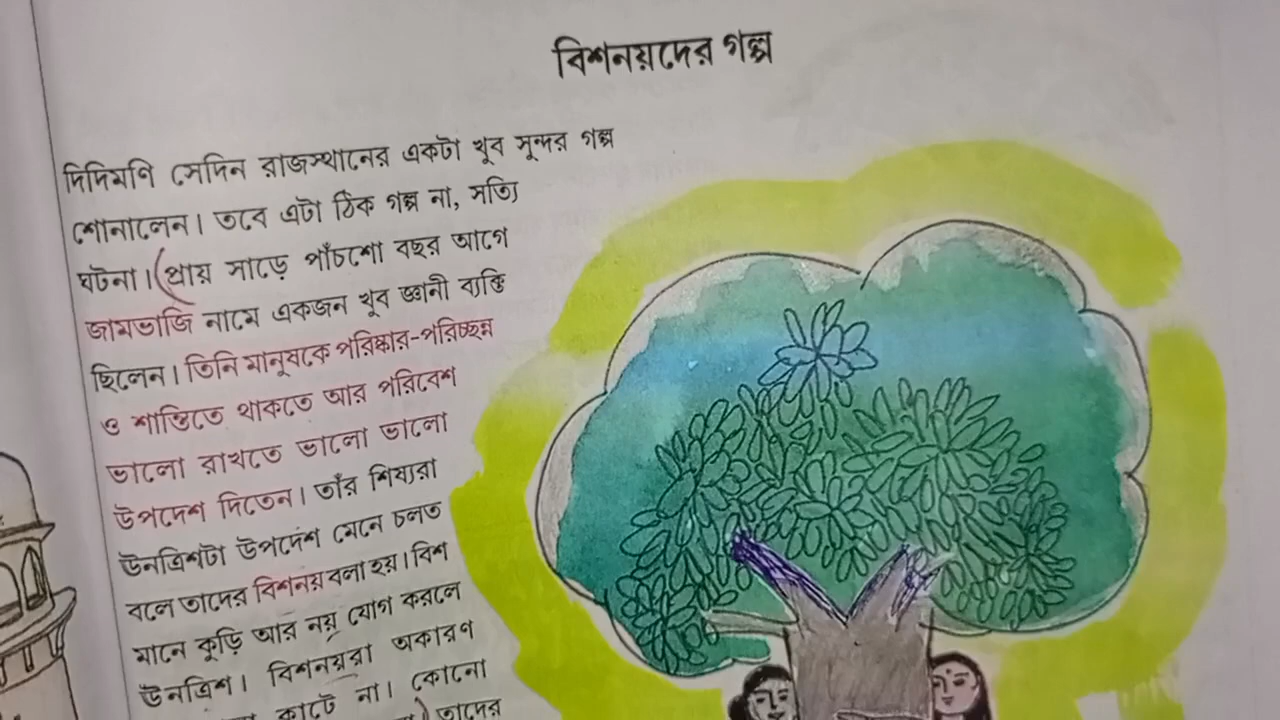 বিশনয়দের গল্প
দিদিমণি সেদিন রাজস্থানের একটা খুব সুন্দর গল্প
শোনালেন। তবে এটা ঠিক গল্প না, সত্যি
ঘটনা। প্রায় সাড়ে পাঁচশো বছর আগে
জামভাজি নামে একজন খুব জ্ঞানী ব্যক্তি
ছিলেন। তিনি মানুষকে পরিষ্কার-পরিচ্ছন্ন
ও শান্তিতে থাকতে আর পরিবেশ
ভালো রাখতে ভালো ভালো
উপদেশ দিতেন। তাঁর শিষ্যরা
ঊনত্রিশটা উপদেশ মেনে চলত
বলে তাদের বিশনয় বলা হয়। বিশ
মানে কুড়ি আর নয় যোগ করলে
ঊনত্রিশ। বিশনয়রা অকারণ
কাটে না। কোনো
তাদের